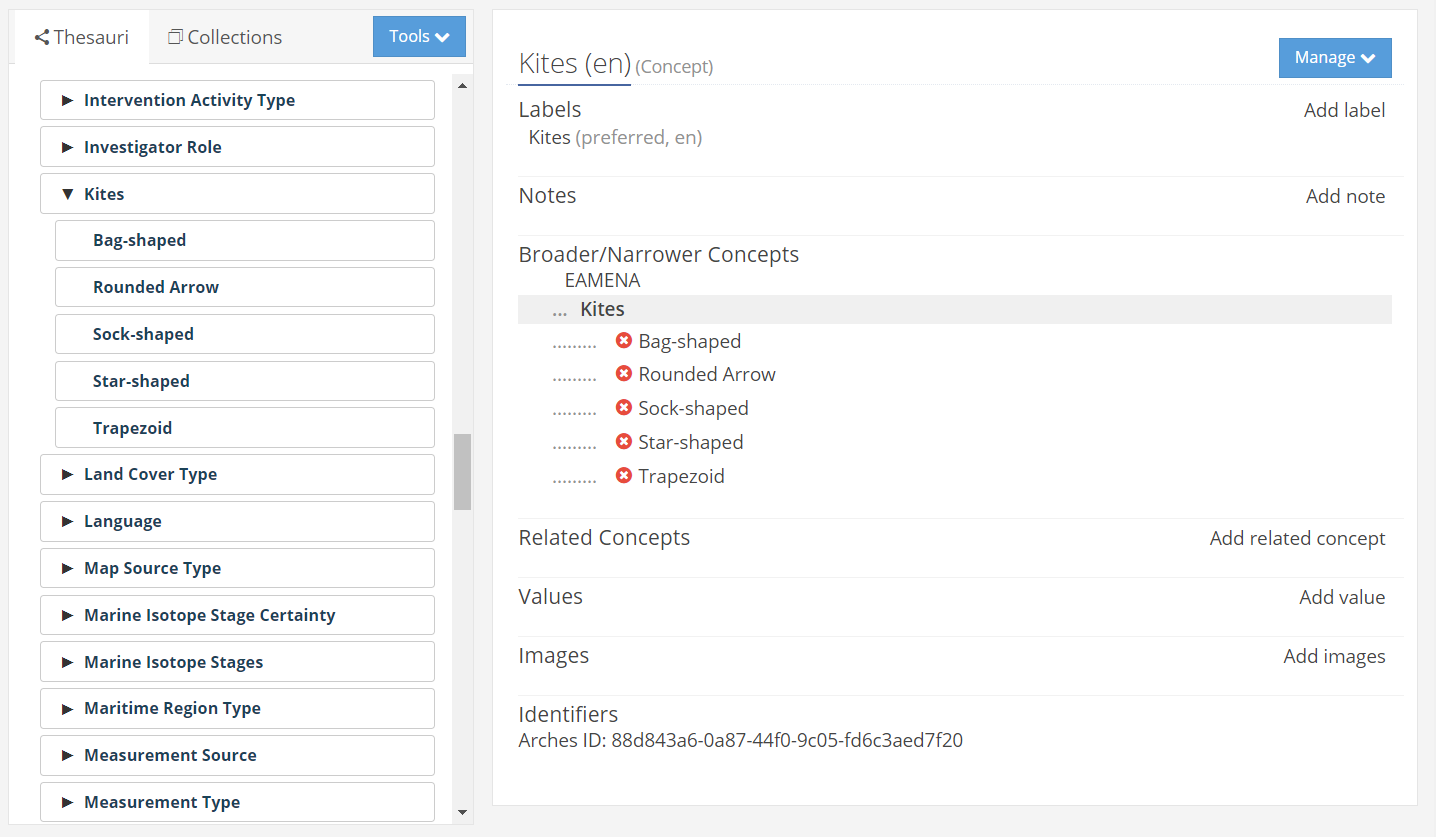 Thesauri
Collections
Tools
Intervention Activity Type
Investigator Role
Kites
Bag-shaped
Rounded Arrow
Sock-shaped
Star-shaped
Trapezoid
Land Cover Type
Language
Map Source Type
Marine Isotope Stage Certainty
Marine Isotope Stages
Maritime Region Type
Measurement Source
Measurement Type
Kites (en) (Concept)
Manage
Labels Add label
Kites (preferred, en)
Notes Add note
Broader/Narrower Concepts
EAMENA
... Kites
......... Bag-shaped
......... Rounded Arrow
......... Sock-shaped
......... Star-shaped
......... Trapezoid
Related Concepts Add related concept
Values Add value
Images Add images
Identifiers
Arches ID: 88d843a6-0a87-44f0-9c05-fd6c3aed7f20